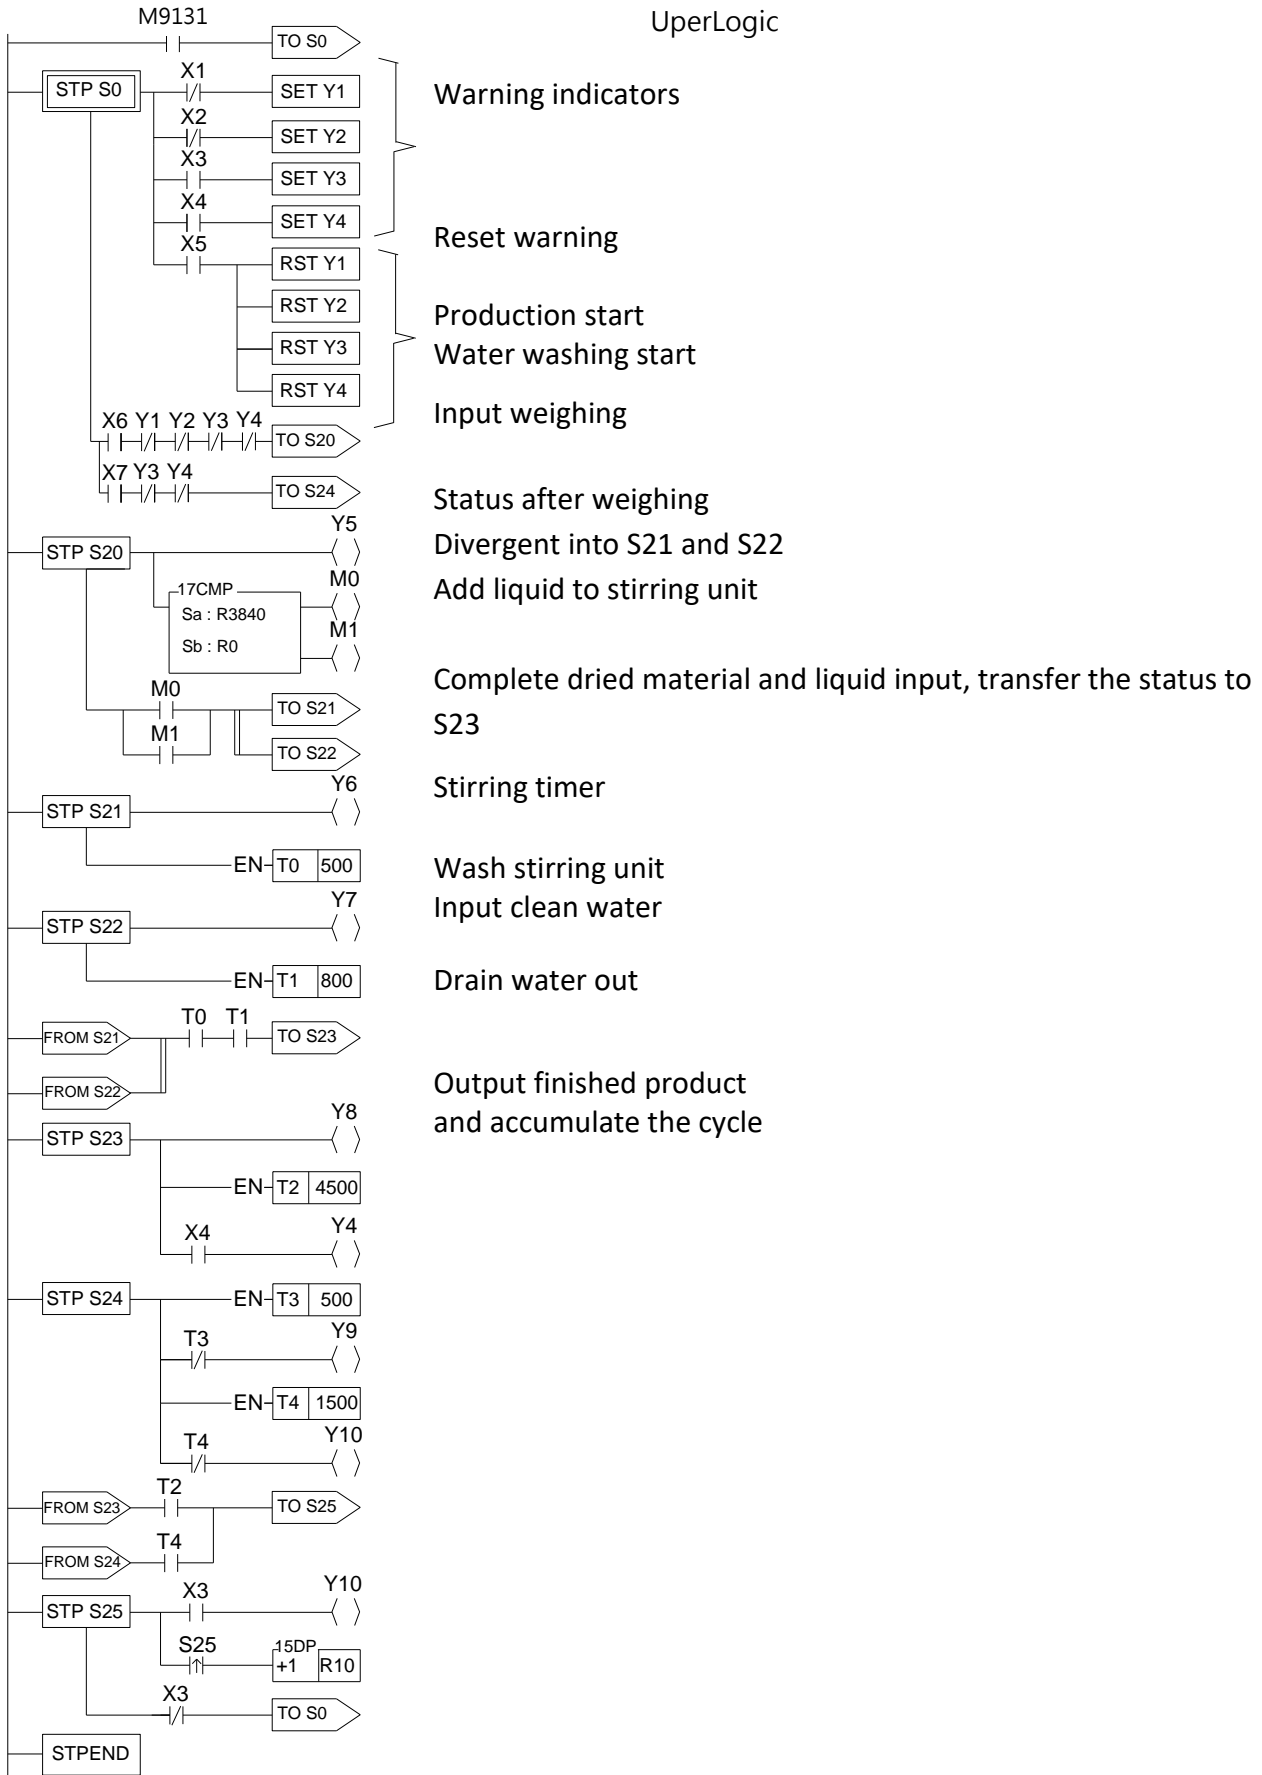 M9131
UperLogic
TO S0
STP S0
X1
SET Y1
Warning indicators
X2
SET Y2
X3
SET Y3
X4
SET Y4
Reset warning
X5
RST Y1
RST Y2
Production start
RST Y3
Water washing start
RST Y4
Input weighing
X6 Y1 Y2 Y3 Y4
TO S20
X7 Y3 Y4
TO S24
Status after weighing
Y5
STP S20
Divergent into S21 and S22
M0
Add liquid to stirring unit
17CMP
Sa : R3840
M1
Sb : R0
Complete dried material and liquid input, transfer the status to
S23
M0
TO S21
M1
TO S22
Y6
Stirring timer
STP S21
EN T0 500
Wash stirring unit
Y7
Input clean water
STP S22
EN T1 800
Drain water out
T0 T1
FROM S21
TO S23
FROM S22
Output finished product
Y8
and accumulate the cycle
STP S23
EN T2 4500
X4
Y4
STP S24
EN T3 500
T3
Y9
EN T4 1500
T4
Y10
T2
FROM S23
TO S25
T4
FROM S24
X3
Y10
STP S25
S25
15DP
+1 R10
X3
TO S0
STPEND